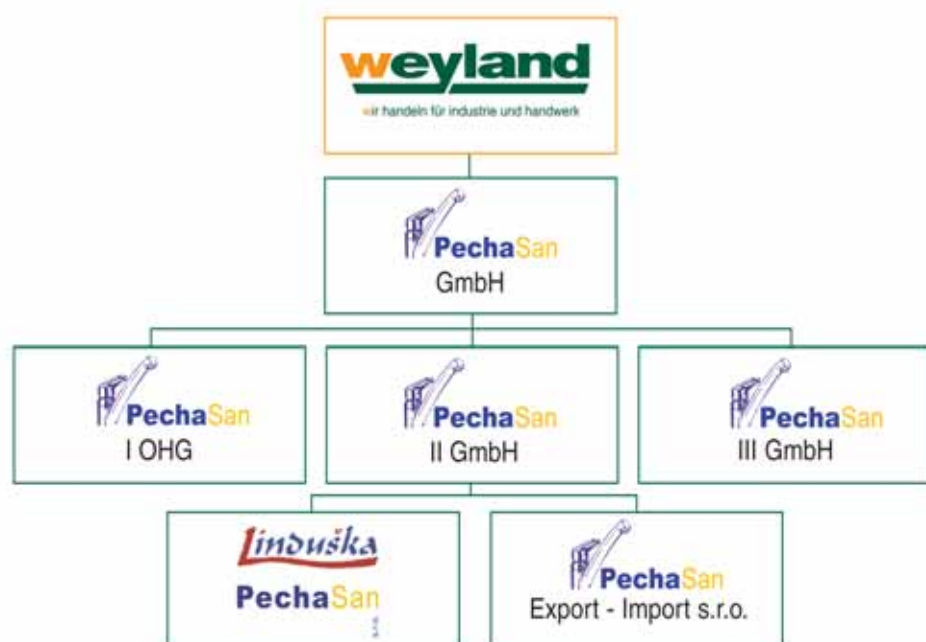 weyland
wir handeln für industrie und handwerk
PechaSan
GmbH
PechaSan
I OHG
PechaSan
II GmbH
PechaSan
III GmbH
Linduška
PechaSan
PechaSan
Export - Import s.r.o.